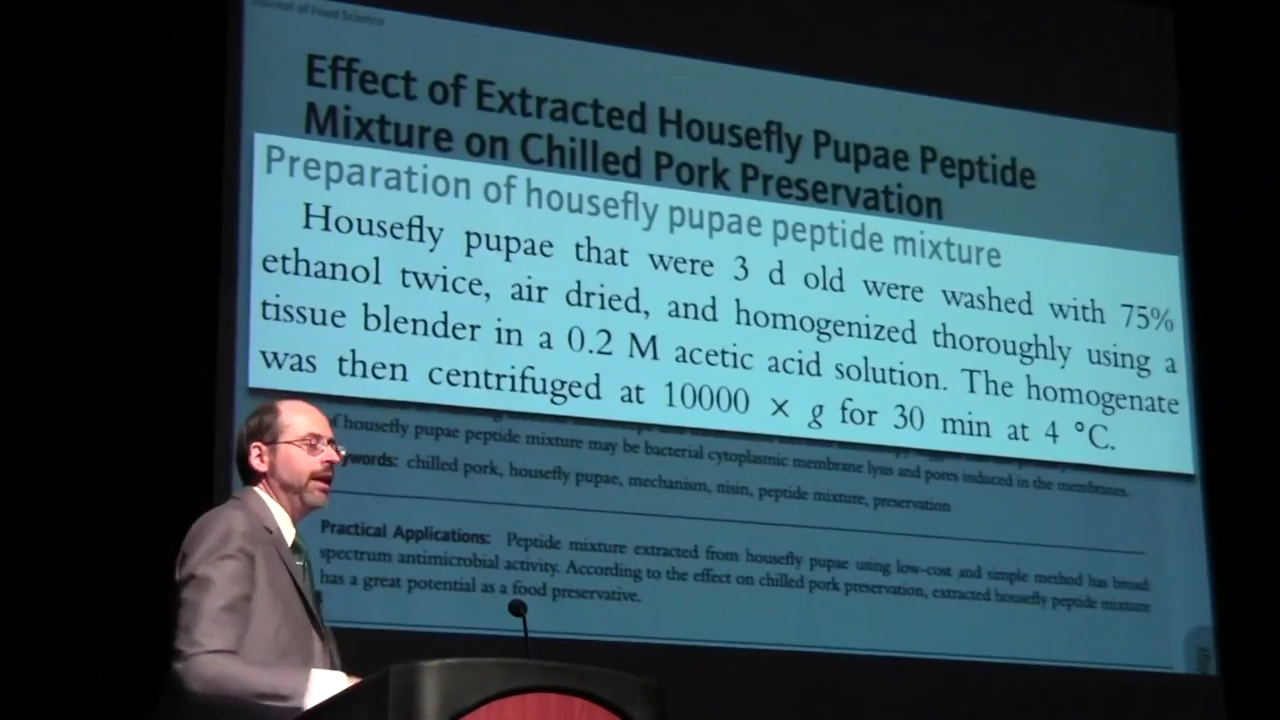 Journal of Food Science
Effect of Extracted Housefly Pupae Peptide
Mixture on Chilled Pork Preservation
Preparation of housefly pupae peptide mixture
Housefly pupae that were 3 d old were washed with 75%
ethanol twice, air dried, and homogenized thoroughly using a
tissue blender in a 0.2 M acetic acid solution. The homogenate
was then centrifuged at 10000 × g for 30 min at 4 °C.
of housefly pupae peptide mixture may be bacterial cytoplasmic membrane lysis and pores induced in the membranes.
ywords: chilled pork, housefly pupae, mechanism, nisin, peptide mixture, preservation
Practical Applications: Peptide mixture extracted from housefly pupae using low-cost and simple method has broad
spectrum antimicrobial activity. According to the effect on chilled pork preservation, extracted housefly peptide mixture
has a great potential as a food preservative.